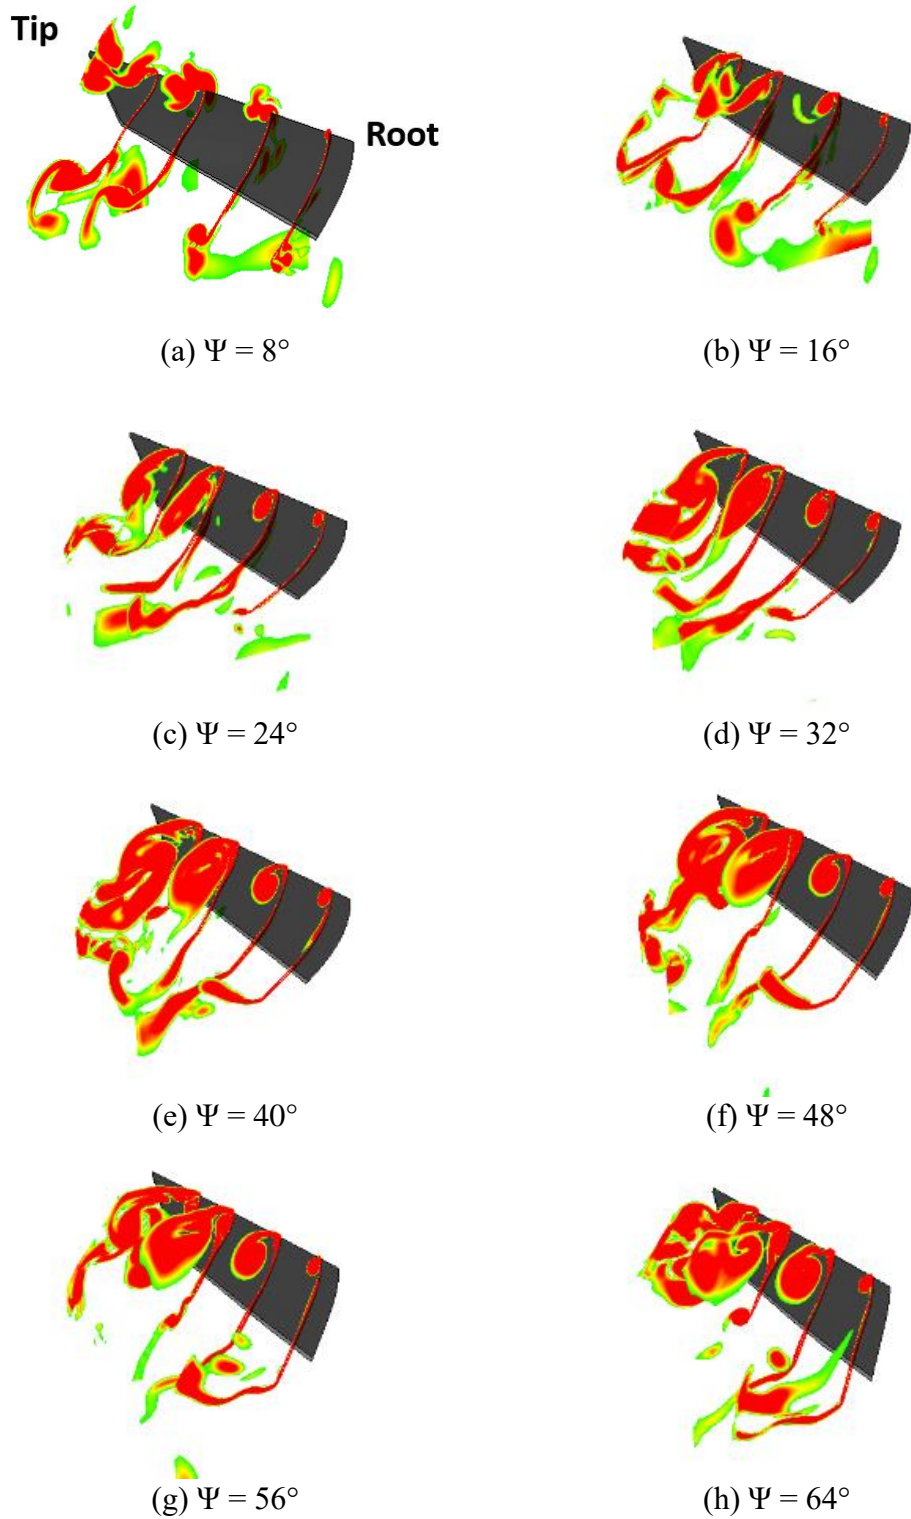 Tip
Root
(a) Ψ = 8°
(b) Ψ = 16°
(c) Ψ = 24°
(d) Ψ = 32°
(e) Ψ = 40°
(f) Ψ = 48°
(g) Ψ = 56°
(h) Ψ = 64°